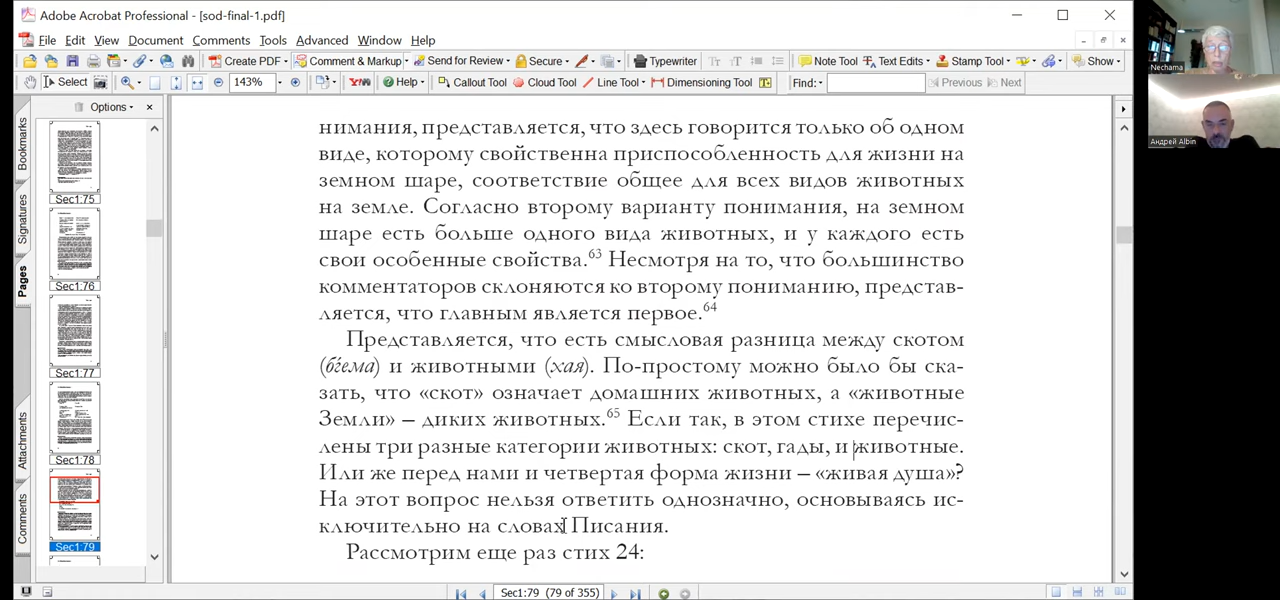 Adobe Acrobat Professional - [sod-final-1.pdf]
File Edit View Document Comments Tools Advanced Window Help
Create PDF Comment & Markup Send for Review Secure Typewriter Note Tool Text Edits Stamp Tool Show
Select 143% Y!™ Help Callout Tool Cloud Tool Line Tool Dimensioning Tool Find: Previous Next
Options
Bookmarks
Signatures
Pages
Attachments
Comments
Sec1:75
Sec1:76
Sec1:77
Sec1:78
Sec1:79
нимания, представляется, что здесь говорится только об одном
виде, которому свойственна приспособленность для жизни на
земном шаре, соответствие общее для всех видов животных
на земле. Согласно второму варианту понимания, на земном
шаре есть больше одного вида животных, и у каждого есть
свои особенные свойства.63 Несмотря на то, что большинство
комментаторов склоняются ко второму пониманию, представ-
ляется, что главным является первое.64
Представляется, что есть смысловая разница между скотом
(бгема) и животными (хая). По-простому можно было бы ска-
зать, что «скот» означает домашних животных, а «животные
Земли» – диких животных.65 Если так, в этом стихе перечис-
лены три разные категории животных: скот, гады, и животные.
Или же перед нами и четвертая форма жизни – «живая душа»?
На этот вопрос нельзя ответить однозначно, основываясь ис-
ключительно на словах Писания.
Рассмотрим еще раз стих 24:
Sec1:79 (79 of 355)
Nechama
Андрей Albin